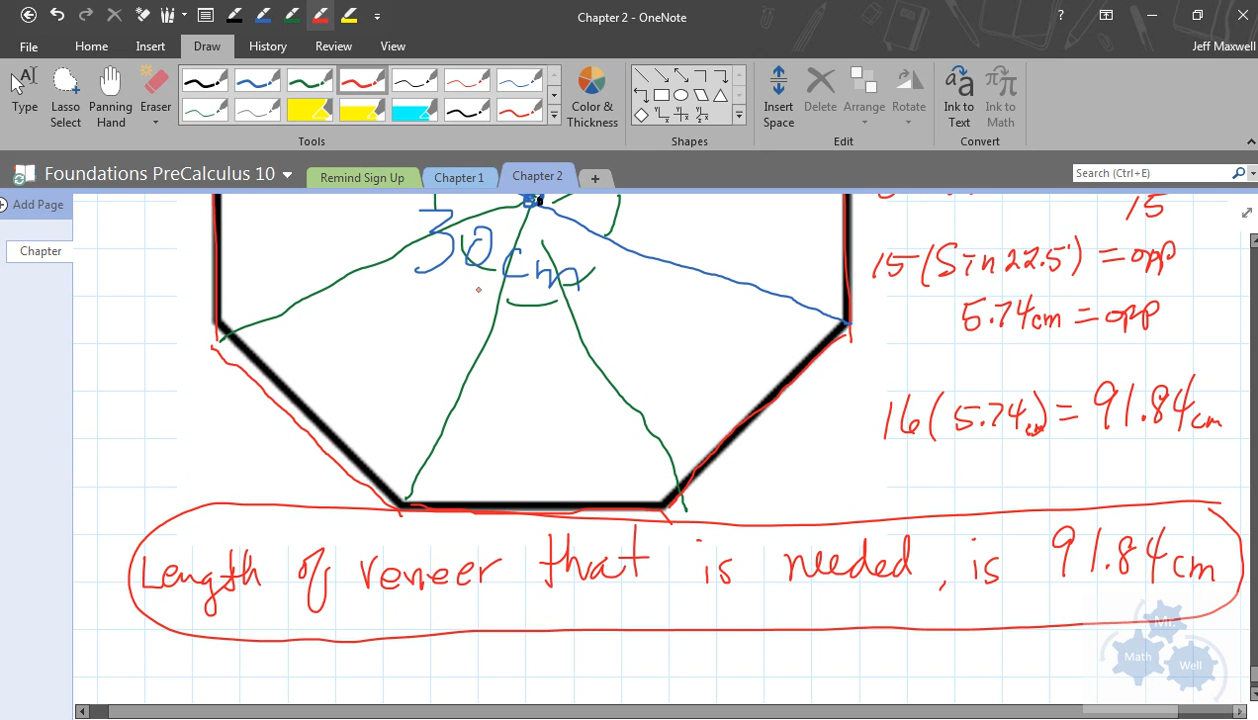 Chapter 2 - OneNote
File Home Insert Draw History Review View
Jeff Maxwell
Type
Lasso Select
Panning Hand
Eraser
Color & Thickness
Insert Space
Delete
Arrange
Rotate
Ink to Text
Ink to Math
Tools
Shapes
Edit
Convert
Foundations PreCalculus 10
Remind Sign Up
Chapter 1
Chapter 2
Search (Ctrl+E)
Add Page
Chapter
30cm
15
15(Sin22.5°) = opp
5.74cm = opp
16(5.74cm) = 91.84cm
Length of veneer that is needed, is 91.84cm
Mr.
Math
Well